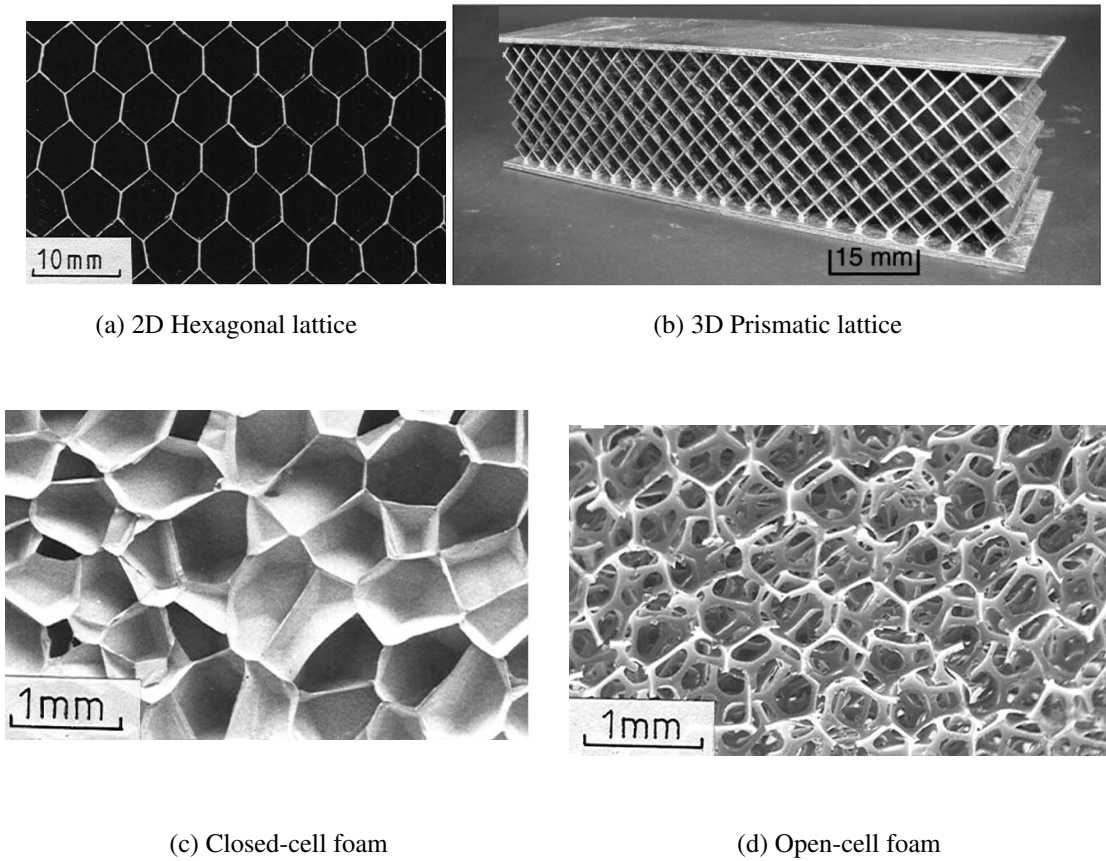 10mm
15 mm
(a) 2D Hexagonal lattice
(b) 3D Prismatic lattice
1mm
1mm
(c) Closed-cell foam
(d) Open-cell foam